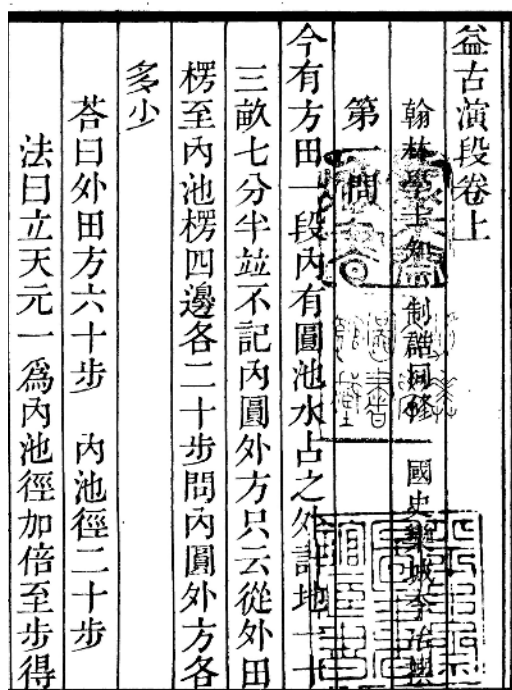 益古演段卷上
翰林學士知 制誥同修 國史欒城李冶撰
第一問
今有方田一段內有圓池水占之外計地一十
三畝七分半並不記內圓外方只云從外田
楞至內池楞四邊各二十步問內圓外方各
多少
荅曰外田方六十步 內池徑二十步
法曰立天元一爲內池徑加倍至步得